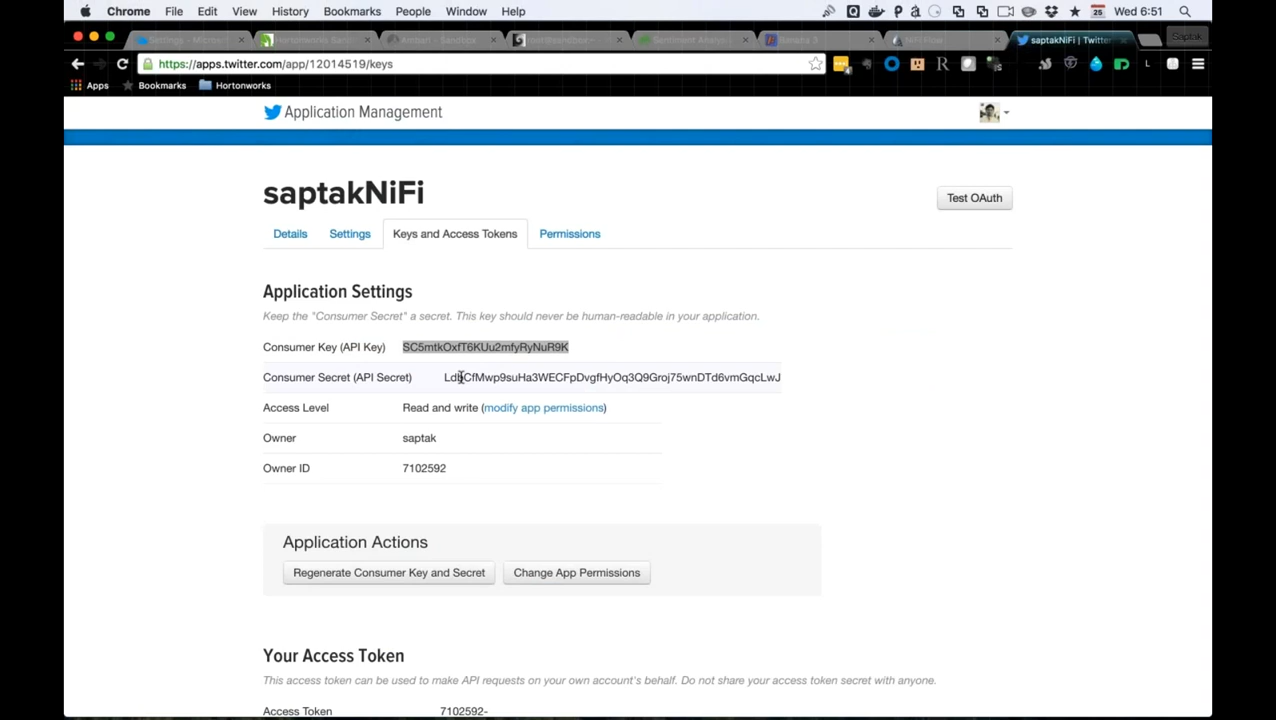 Chrome File Edit View History Bookmarks People Window Help 25 Wed 6:51
saptakNiFi | Twitter Saptak
https://apps.twitter.com/app/12014519/keys
Apps Bookmarks Hortonworks
Application Management
saptakNiFi
Test OAuth
Details Settings Keys and Access Tokens Permissions
Application Settings
Keep the "Consumer Secret" a secret. This key should never be human-readable in your application.
Consumer Key (API Key) SC5mtkOxfT6KUu2mfyRyNuR9K
Consumer Secret (API Secret)
Access Level Read and write (modify app permissions)
Owner saptak
Owner ID 7102592
Application Actions
Regenerate Consumer Key and Secret Change App Permissions
Your Access Token
This access token can be used to make API requests on your own account's behalf. Do not share your access token secret with anyone.
Access Token 7102592-